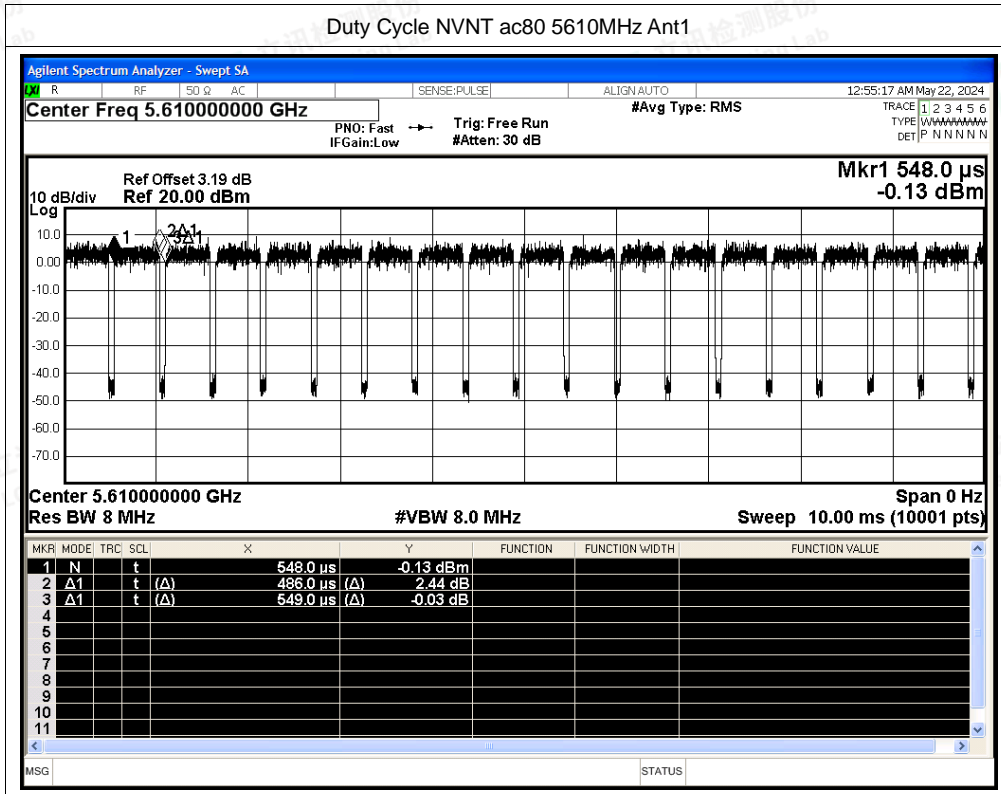 Duty Cycle NVNT ac80 5610MHz Ant1
Agilent Spectrum Analyzer - Swept SA
LXI R RF 50 Ω AC SENSE:PULSE ALIGN AUTO 12:55:17 AM May 22, 2024
Center Freq 5.610000000 GHz #Avg Type: RMS TRACE 1 2 3 4 5 6
PNO: Fast Trig: Free Run TYPE WWWWWW
IFGain:Low #Atten: 30 dB DET P N N N N N
Mkr1 548.0 µs
Ref Offset 3.19 dB
10 dB/div Ref 20.00 dBm -0.13 dBm
Log
10.0
1 2Δ1
3Δ1
0.00
-10.0
-20.0
-30.0
-40.0
-50.0
-60.0
-70.0
Center 5.610000000 GHz Span 0 Hz
Res BW 8 MHz #VBW 8.0 MHz Sweep 10.00 ms (10001 pts)
MKR MODE TRC SCL X Y FUNCTION FUNCTION WIDTH FUNCTION VALUE
1 N t 548.0 µs -0.13 dBm
2 Δ1 t (Δ) 486.0 µs (Δ) 2.44 dB
3 Δ1 t (Δ) 549.0 µs (Δ) -0.03 dB
4
5
6
7
8
9
10
11
MSG STATUS